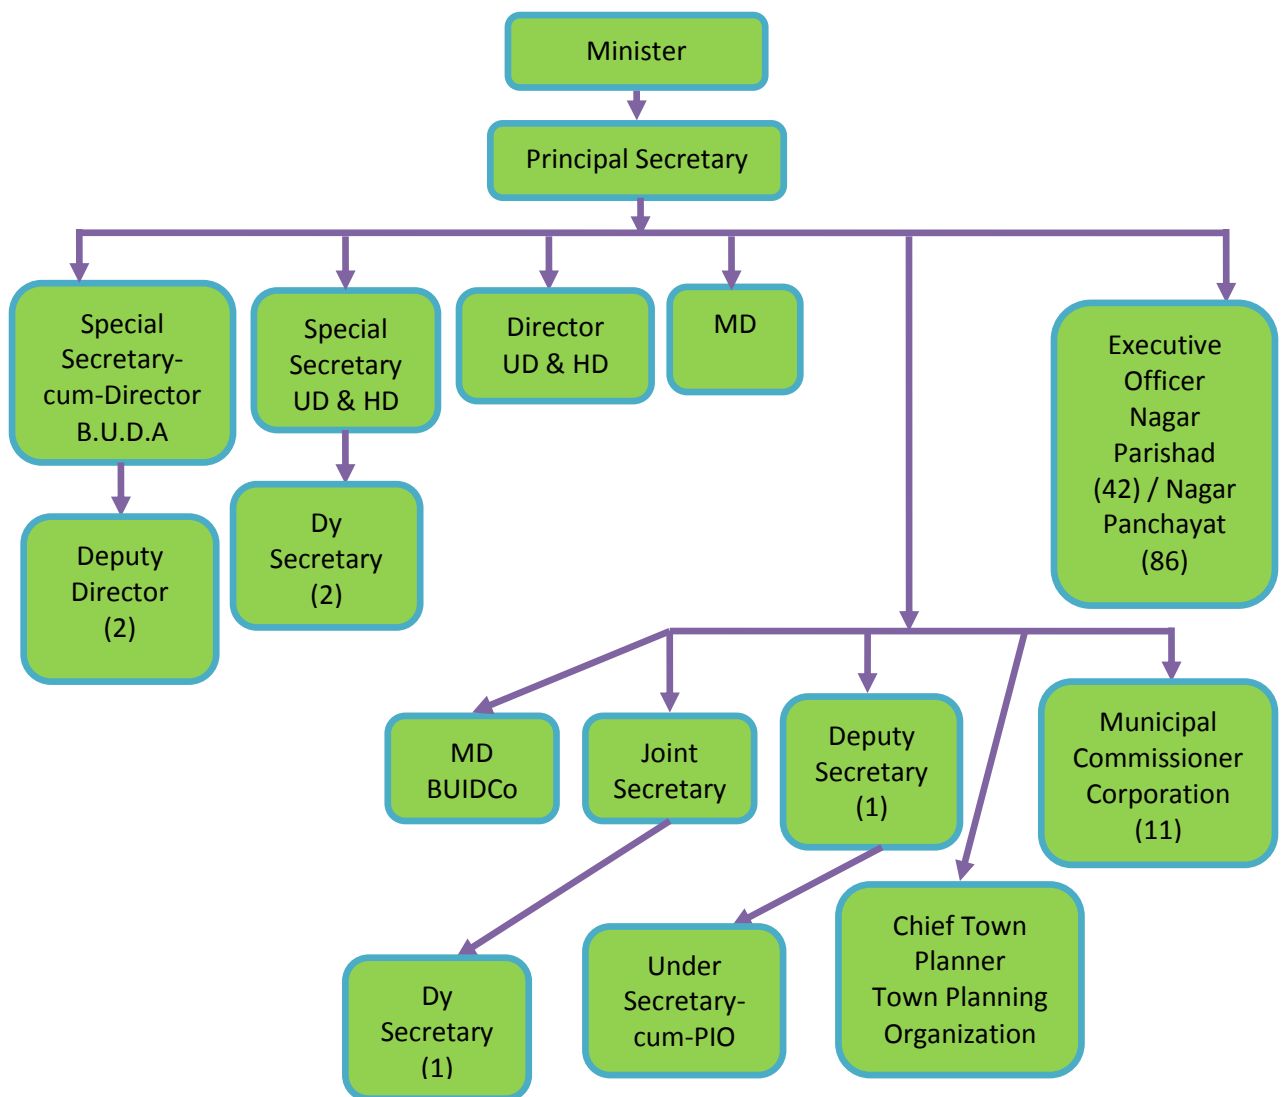 Minister
Principal Secretary
Special
Secretary-
cum-Director
B.U.D.A
Special
Secretary
UD & HD
Director
UD & HD
MD
Executive
Officer
Nagar
Parishad
(42) / Nagar
Panchayat
(86)
Deputy
Director
(2)
Dy
Secretary
(2)
MD
BUIDCo
Joint
Secretary
Deputy
Secretary
(1)
Municipal
Commissioner
Corporation
(11)
Dy
Secretary
(1)
Under
Secretary-
cum-PIO
Chief Town
Planner
Town Planning
Organization